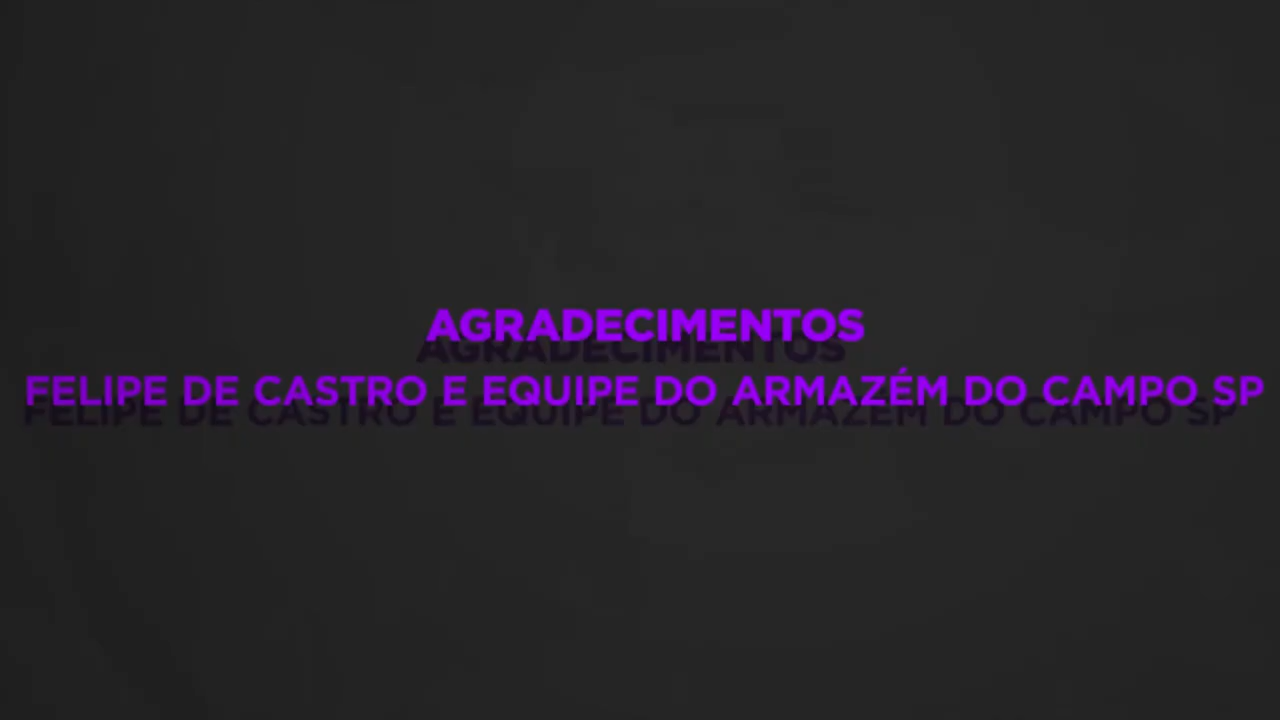 AGRADECIMENTOS
FELIPE DE CASTRO E EQUIPE DO ARMAZÉM DO CAMPO SP